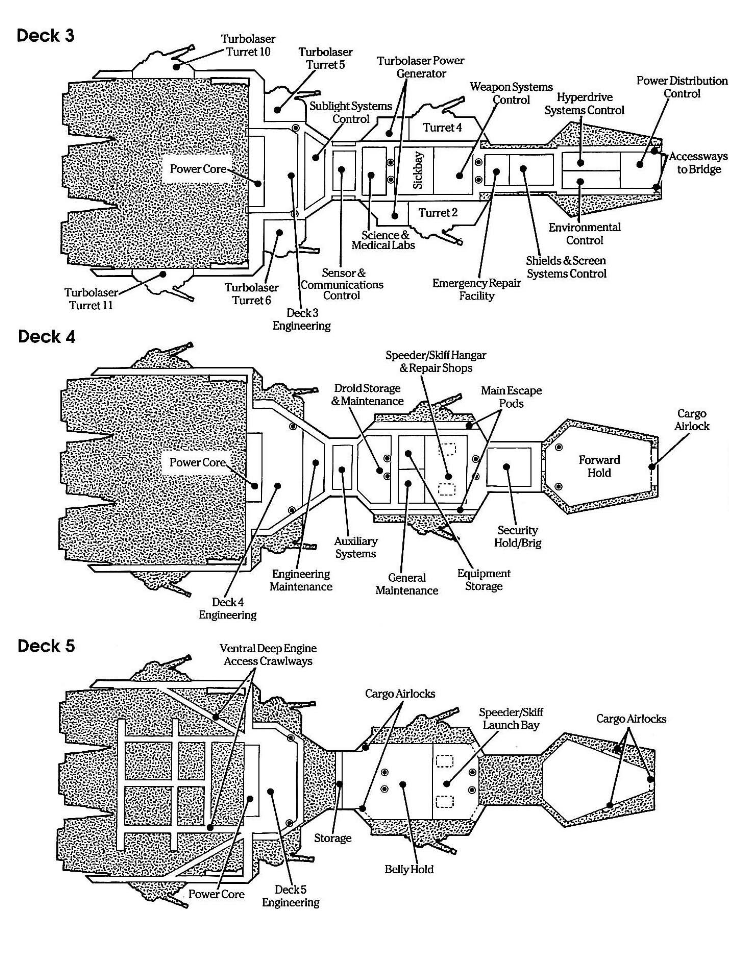 Deck 3
Turbolaser
Turret 10
Turbolaser
Turret 5
Turbolaser Power
Generator
Sublight Systems
Control
Weapon Systems
Control
Hyperdrive
Systems Control
Power Distribution
Control
Turret 4
Power Core
Sickbay
Accessways
to Bridge
Turret 2
Science &
Medical Labs
Environmental
Control
Turbolaser
Turret 11
Turbolaser
Turret 6
Sensor &
Communications
Control
Emergency Repair
Facility
Shields & Screen
Systems Control
Deck 3
Engineering
Deck 4
Speeder/Skiff Hangar
& Repair Shops
Droid Storage
& Maintenance
Main Escape
Pods
Cargo
Airlock
Power Core
Forward
Hold
Auxiliary
Systems
Security
Hold/Brig
Engineering
Maintenance
General
Maintenance
Equipment
Storage
Deck 4
Engineering
Deck 5
Ventral Deep Engine
Access Crawlways
Cargo Airlocks
Speeder/Skiff
Launch Bay
Cargo Airlocks
Storage
Belly Hold
Power Core
Deck 5
Engineering